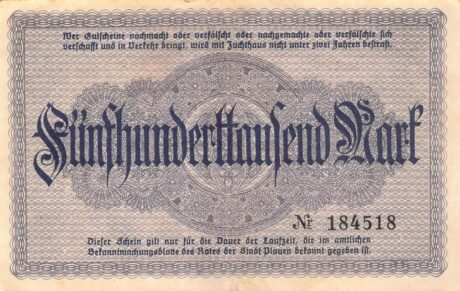 Wer Gutscheine nachmacht oder verfälscht oder nachgemachte oder verfälschte sich
verschafft und in Verkehr bringt, wird mit Zuchthaus nicht unter zwei Jahren bestraft.
Fünfhunderttausend Mark
Nr 184518
Dieser Schein gilt nur für die Dauer der Laufzeit, die im amtlichen
Bekanntmachungsblatte des Rates der Stadt Plauen bekannt gegeben ist.